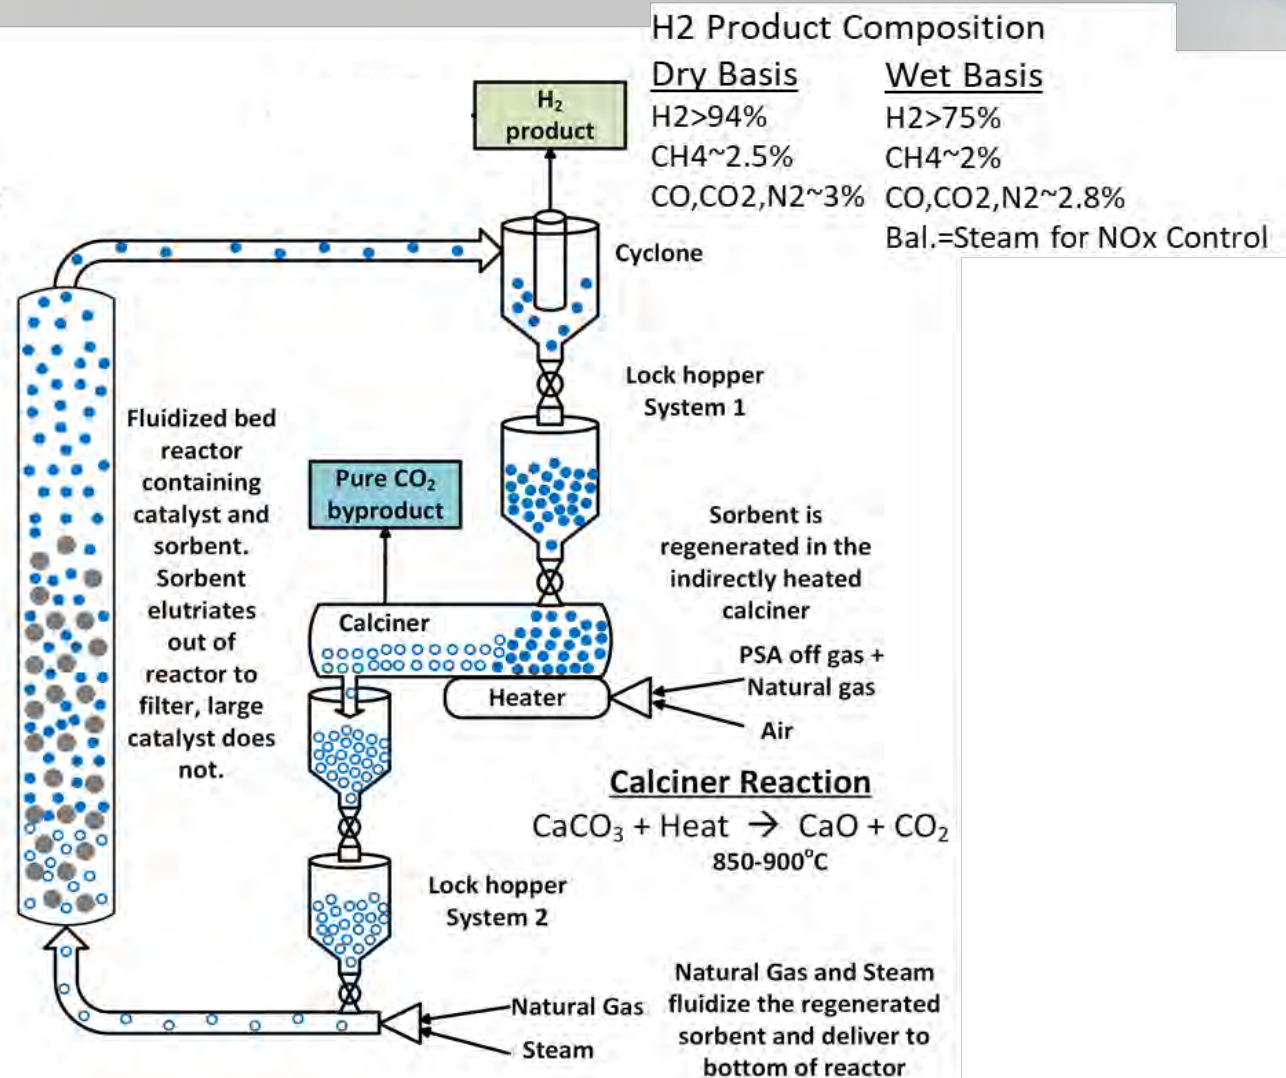 H2 Product Composition
Dry Basis
H2>94%
CH4~2.5%
CO,CO2,N2~3%
Wet Basis
H2>75%
CH4~2%
CO,CO2,N2~2.8%
Bal.=Steam for NOx Control
H₂
product
Cyclone
Lock hopper
System 1
Fluidized bed
reactor
containing
catalyst and
sorbent.
Sorbent
elutriates
out of
reactor to
filter, large
catalyst does
not.
Pure CO₂
byproduct
Sorbent is
regenerated in the
indirectly heated
calciner
Calciner
PSA off gas +
Natural gas
Heater
Air
Calciner Reaction
CaCO₃ + Heat → CaO + CO₂
850-900°C
Lock hopper
System 2
Natural Gas
Steam
Natural Gas and Steam
fluidize the regenerated
sorbent and deliver to
bottom of reactor